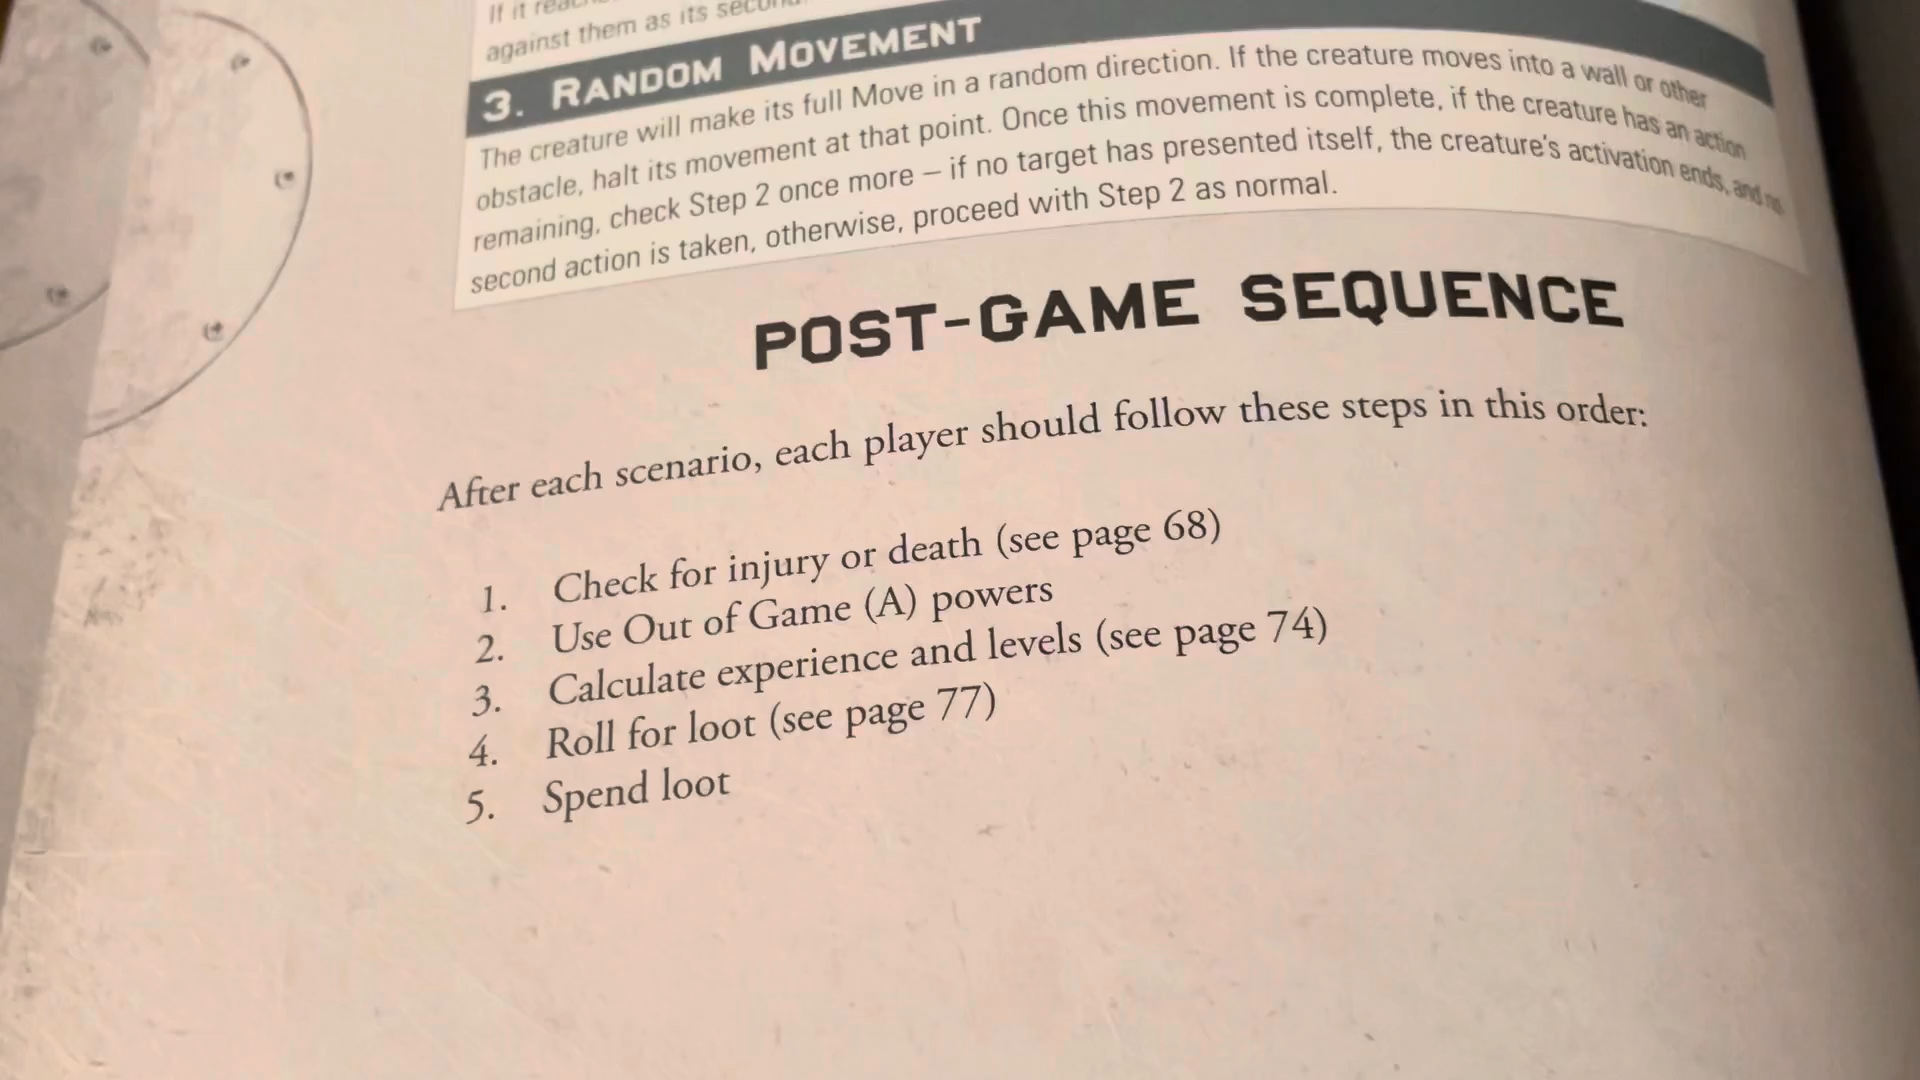 If it
against them as its
3. RANDOM MOVEMENT
The creature will make its full Move in a random direction. If the creature moves into a wall or other
obstacle, halt its movement at that point. Once this movement is complete, if the creature has an action
remaining, check Step 2 once more – if no target has presented itself, the creature's activation ends, and no
second action is taken, otherwise, proceed with Step 2 as normal.
POST-GAME SEQUENCE
After each scenario, each player should follow these steps in this order:
1. Check for injury or death (see page 68)
2. Use Out of Game (A) powers
3. Calculate experience and levels (see page 74)
4. Roll for loot (see page 77)
5. Spend loot